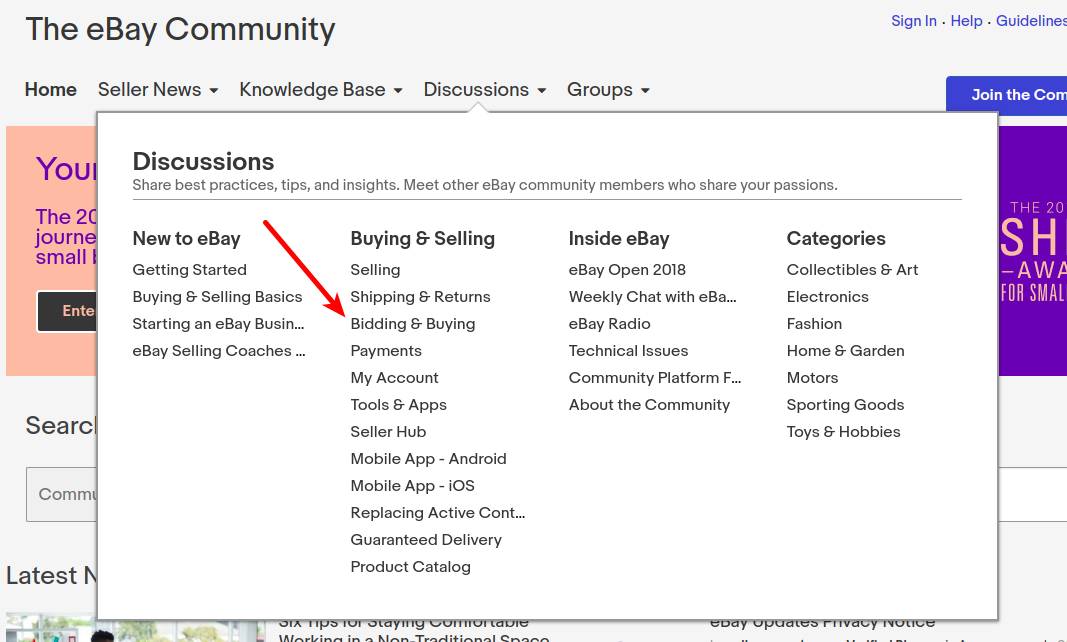 The eBay Community
Sign In · Help · Guidelines
Home Seller News Knowledge Base Discussions Groups
Join the Com
Your
The 20
journe
small b
Ente
THE 20
SH
–AWA
FOR SMAL
Discussions
Share best practices, tips, and insights. Meet other eBay community members who share your passions.
New to eBay
Getting Started
Buying & Selling Basics
Starting an eBay Busin...
eBay Selling Coaches ...
Buying & Selling
Selling
Shipping & Returns
Bidding & Buying
Payments
My Account
Tools & Apps
Seller Hub
Mobile App - Android
Mobile App - iOS
Replacing Active Cont...
Guaranteed Delivery
Product Catalog
Inside eBay
eBay Open 2018
Weekly Chat with eBa...
eBay Radio
Technical Issues
Community Platform F...
About the Community
Categories
Collectibles & Art
Electronics
Fashion
Home & Garden
Motors
Sporting Goods
Toys & Hobbies
Search
Commu
Latest N
Six Tips for Staying Comfortable
Working in a Non-Traditional Space
eBay Updates Privacy Notice